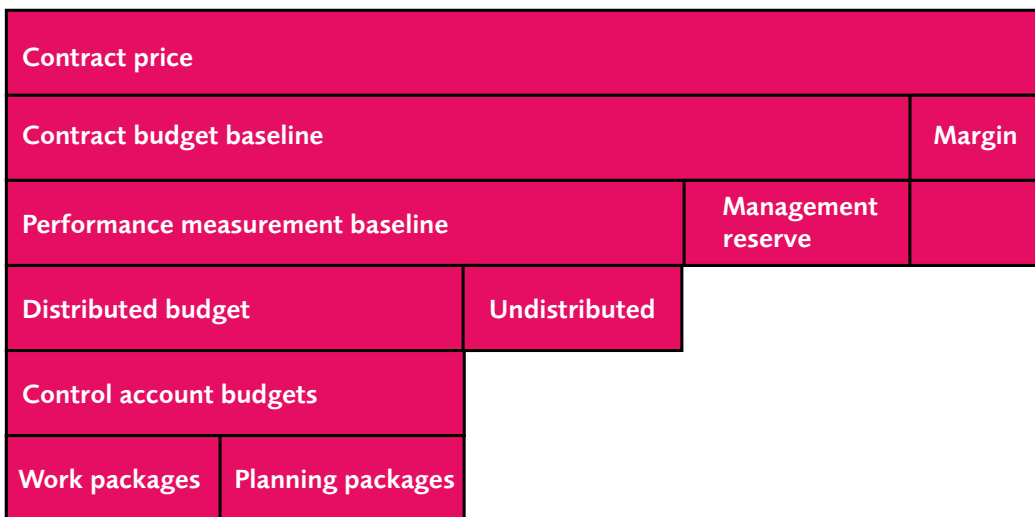 Contract price
Contract budget baseline
Margin
Performance measurement baseline
Management
reserve
Distributed budget
Undistributed
Control account budgets
Work packages
Planning packages